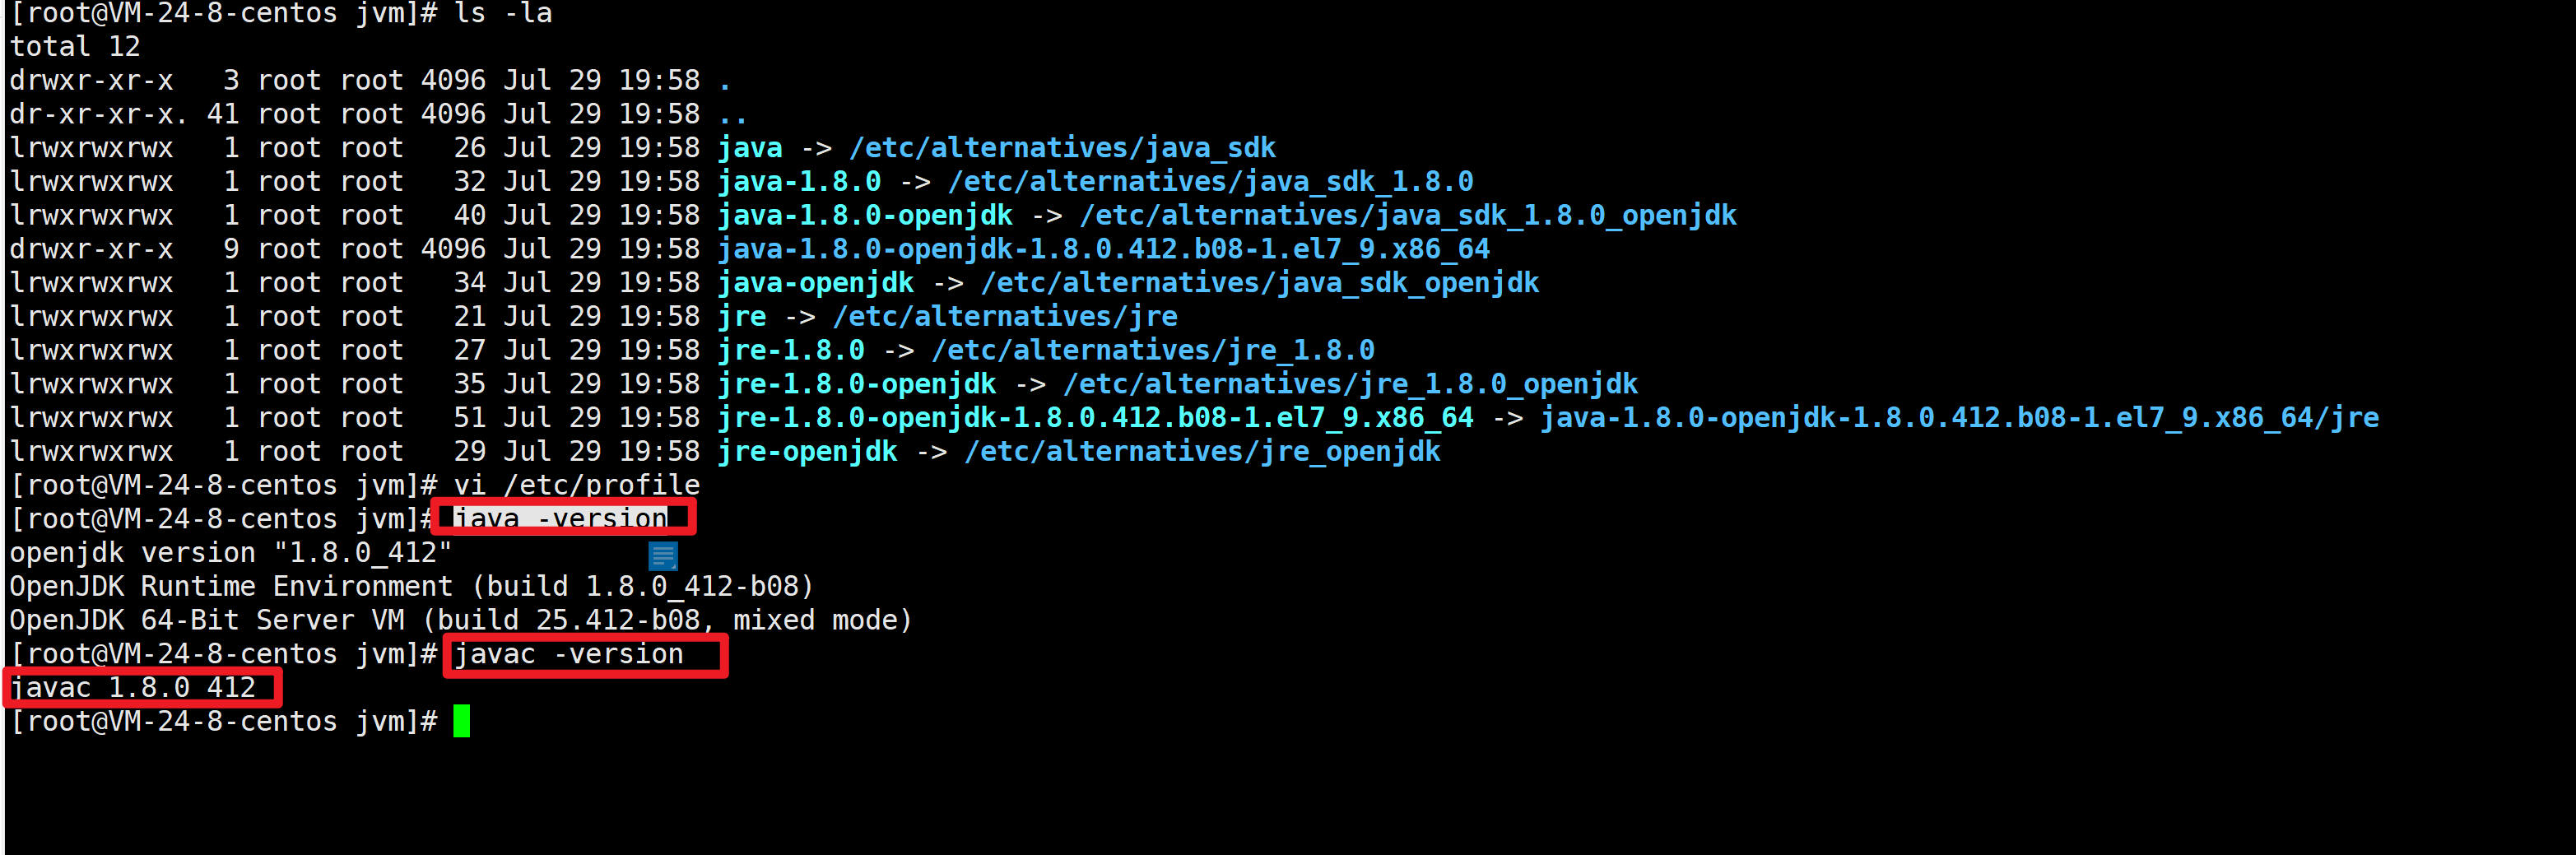 [root@VM-24-8-centos jvm]# ls -la
total 12
drwxr-xr-x   3 root root 4096 Jul 29 19:58 .
dr-xr-xr-x. 41 root root 4096 Jul 29 19:58 ..
lrwxrwxrwx   1 root root   26 Jul 29 19:58 java -> /etc/alternatives/java_sdk
lrwxrwxrwx   1 root root   32 Jul 29 19:58 java-1.8.0 -> /etc/alternatives/java_sdk_1.8.0
lrwxrwxrwx   1 root root   40 Jul 29 19:58 java-1.8.0-openjdk -> /etc/alternatives/java_sdk_1.8.0_openjdk
drwxr-xr-x   9 root root 4096 Jul 29 19:58 java-1.8.0-openjdk-1.8.0.412.b08-1.el7_9.x86_64
lrwxrwxrwx   1 root root   34 Jul 29 19:58 java-openjdk -> /etc/alternatives/java_sdk_openjdk
lrwxrwxrwx   1 root root   21 Jul 29 19:58 jre -> /etc/alternatives/jre
lrwxrwxrwx   1 root root   27 Jul 29 19:58 jre-1.8.0 -> /etc/alternatives/jre_1.8.0
lrwxrwxrwx   1 root root   35 Jul 29 19:58 jre-1.8.0-openjdk -> /etc/alternatives/jre_1.8.0_openjdk
lrwxrwxrwx   1 root root   51 Jul 29 19:58 jre-1.8.0-openjdk-1.8.0.412.b08-1.el7_9.x86_64 -> java-1.8.0-openjdk-1.8.0.412.b08-1.el7_9.x86_64/jre
lrwxrwxrwx   1 root root   29 Jul 29 19:58 jre-openjdk -> /etc/alternatives/jre_openjdk
[root@VM-24-8-centos jvm]# vi /etc/profile
[root@VM-24-8-centos jvm]# java -version
openjdk version "1.8.0_412"
OpenJDK Runtime Environment (build 1.8.0_412-b08)
OpenJDK 64-Bit Server VM (build 25.412-b08, mixed mode)
[root@VM-24-8-centos jvm]# javac -version
javac 1.8.0 412
[root@VM-24-8-centos jvm]#